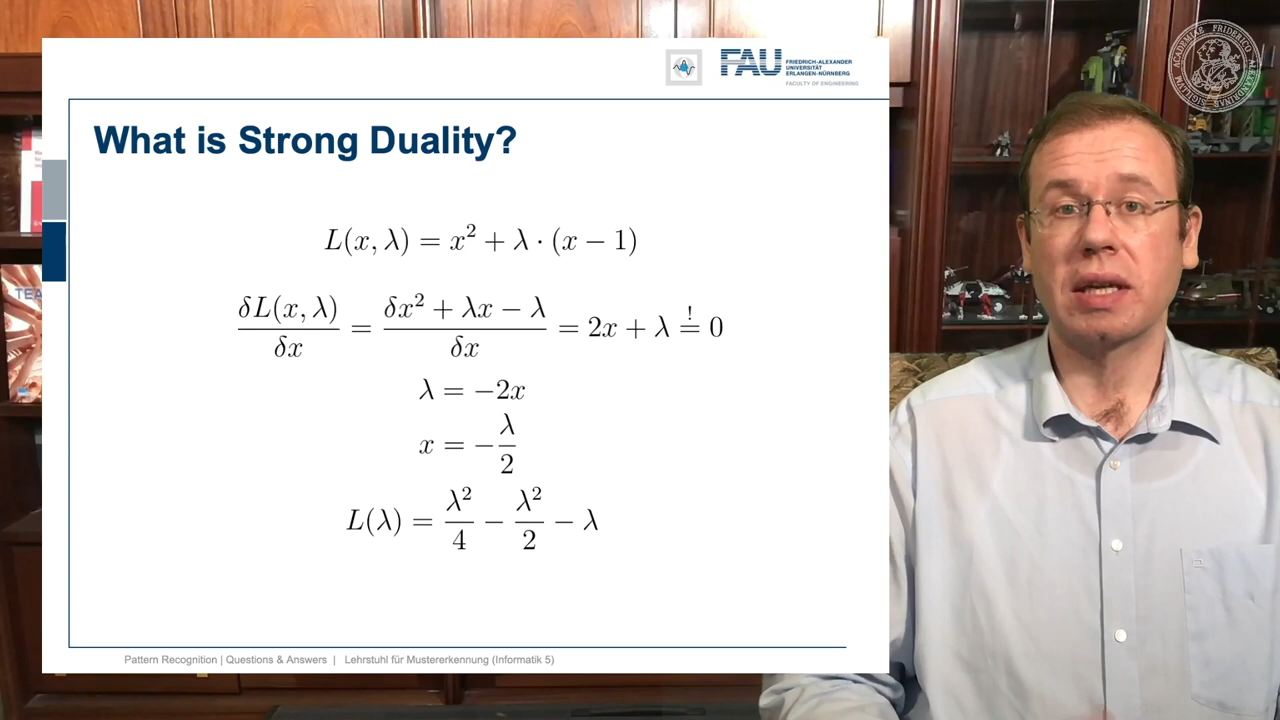 FAU
FRIEDRICH-ALEXANDER
UNIVERSITÄT
ERLANGEN-NÜRNBERG
FACULTY OF ENGINEERING
What is Strong Duality?
L(x, λ) = x² + λ · (x − 1)
δL(x, λ)/δx = δx² + λx − λ/δx = 2x + λ =! 0
λ = −2x
x = −λ/2
L(λ) = λ²/4 − λ²/2 − λ
Pattern Recognition | Questions & Answers | Lehrstuhl für Mustererkennung (Informatik 5)
TEA